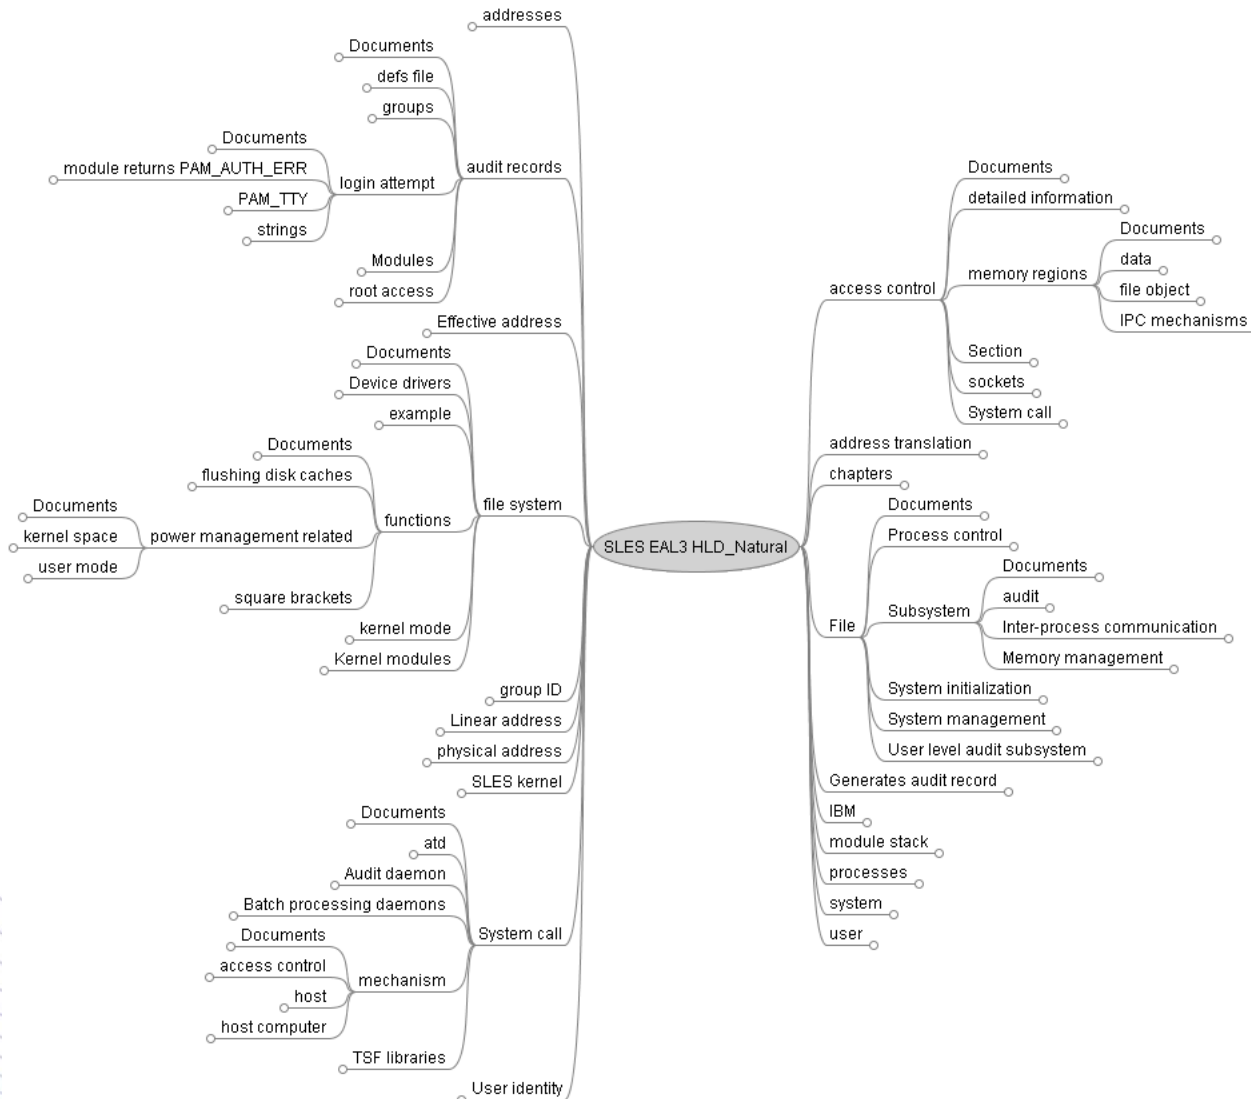 addresses
Documents
defs file
groups
Documents
module returns PAM_AUTH_ERR
PAM_TTY
strings
login attempt
audit records
Modules
root access
Effective address
Documents
Device drivers
example
Documents
flushing disk caches
Documents
kernel space
user mode
power management related
functions
file system
square brackets
kernel mode
Kernel modules
group ID
Linear address
physical address
SLES kernel
Documents
atd
Audit daemon
Batch processing daemons
System call
Documents
access control
host
host computer
mechanism
TSF libraries
User identity
SLES EAL3 HLD_Natural
Documents
detailed information
Documents
data
file object
IPC mechanisms
memory regions
access control
Section
sockets
System call
address translation
chapters
Documents
Process control
Documents
audit
Inter-process communication
Memory management
Subsystem
File
System initialization
System management
User level audit subsystem
Generates audit record
IBM
module stack
processes
system
user